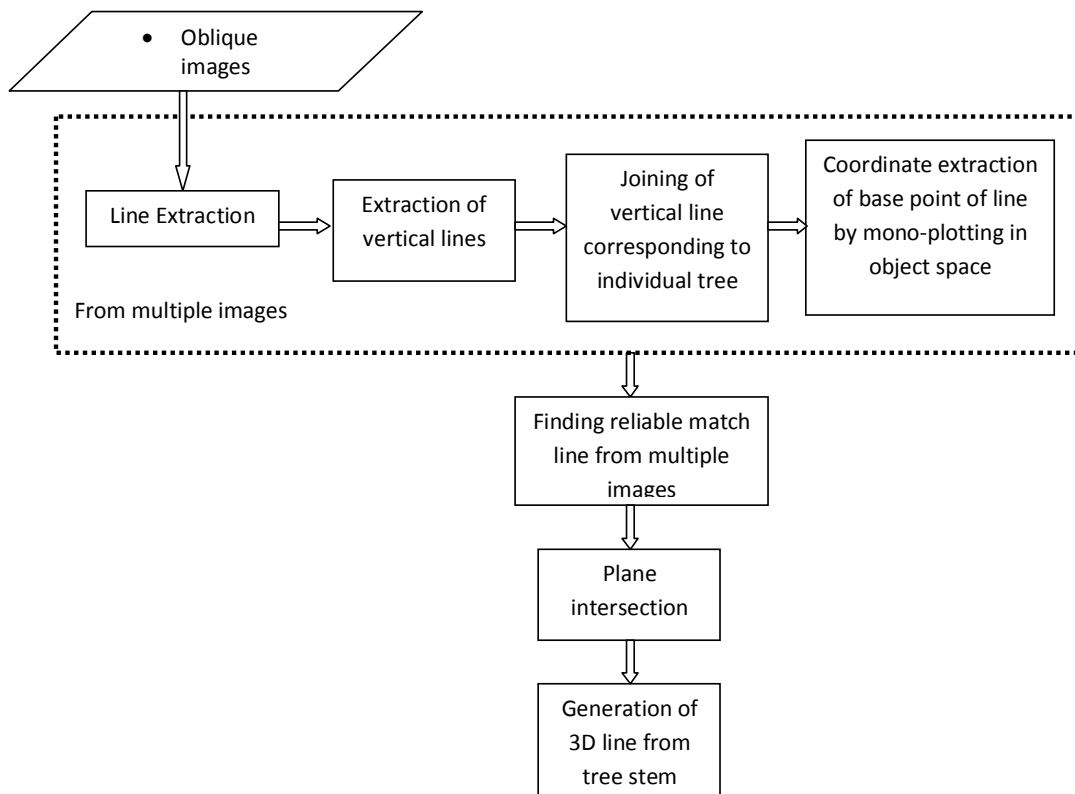 • Oblique
images
Line Extraction
Extraction of
vertical lines
Joining of
vertical line
corresponding to
individual tree
Coordinate extraction
of base point of line
by mono-plotting in
object space
From multiple images
Finding reliable match
line from multiple
images
Plane
intersection
Generation of
3D line from
tree stem